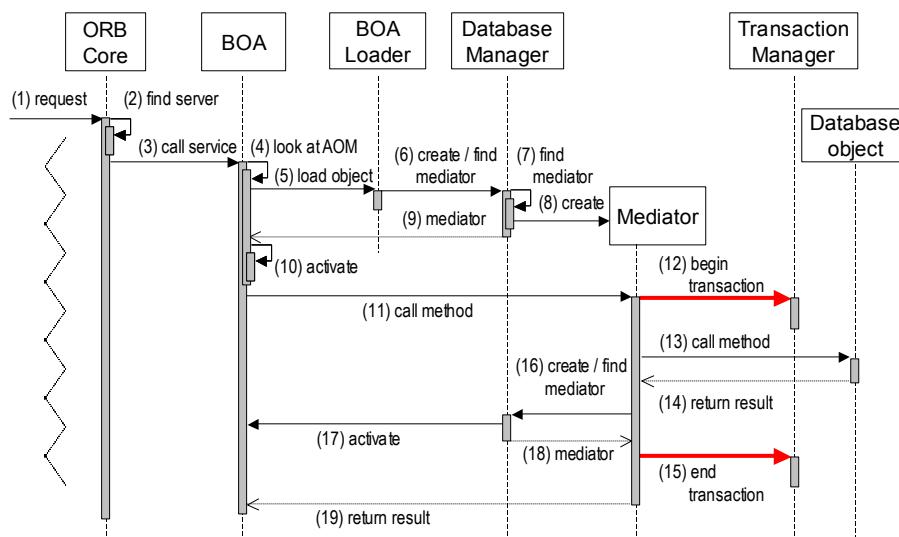 ORB
Core
BOA
BOA
Loader
Database
Manager
Transaction
Manager
(1) request
(2) find server
Database
object
(3) call service
(4) look at AOM
(5) load object
(6) create / find
mediator
(7) find
mediator
(8) create
Mediator
(9) mediator
(10) activate
(11) call method
(12) begin
transaction
(13) call method
(14) return result
(16) create / find
mediator
(17) activate
(18) mediator
(15) end
transaction
(19) return result